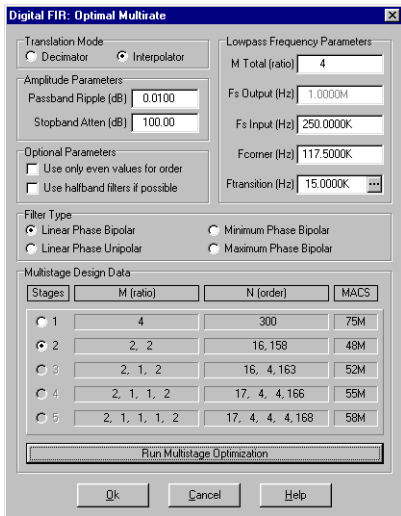 Digital FIR: Optimal Multirate
Translation Mode
Decimator Interpolator
Amplitude Parameters
Passband Ripple (dB) 0.0100
Stopband Atten (dB) 100.00
Optional Parameters
Use only even values for order
Use halfband filters if possible
Lowpass Frequency Parameters
M Total (ratio) 4
Fs Output (Hz) 1.0000M
Fs Input (Hz) 250.0000K
Fcorner (Hz) 117.5000K
Ftransition (Hz) 15.0000K ...
Filter Type
Linear Phase Bipolar Minimum Phase Bipolar
Linear Phase Unipolar Maximum Phase Bipolar
Multistage Design Data
Stages M (ratio) N (order) MACS
1 4 300 75M
2 2, 2 16, 158 48M
3 2, 1, 2 16, 4, 163 52M
4 2, 1, 1, 2 17, 4, 4, 166 55M
5 2, 1, 1, 1, 2 17, 4, 4, 4, 168 58M
Run Multistage Optimization
Ok Cancel Help